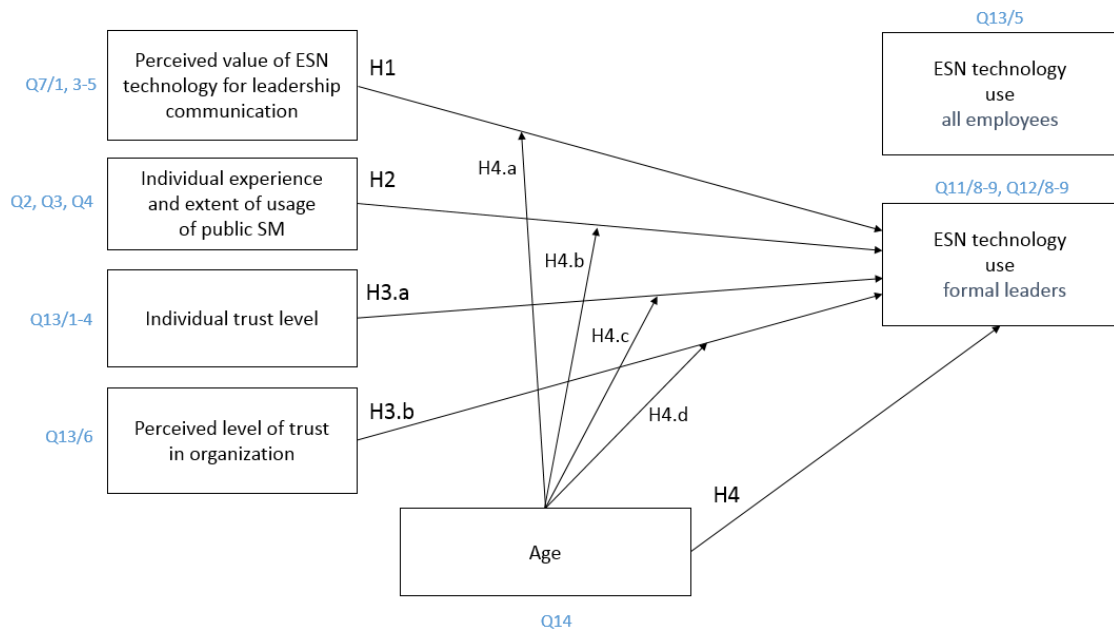 Q13/5
Perceived value of ESN
technology for leadership
communication
Q7/1, 3-5
H1
ESN technology
use
all employees
H4.a
Individual experience
and extent of usage
of public SM
Q2, Q3, Q4
H2
Q11/8-9, Q12/8-9
H4.b
ESN technology
use
formal leaders
Individual trust level
Q13/1-4
H3.a
H4.c
Perceived level of trust
in organization
Q13/6
H3.b
H4.d
H4
Age
Q14